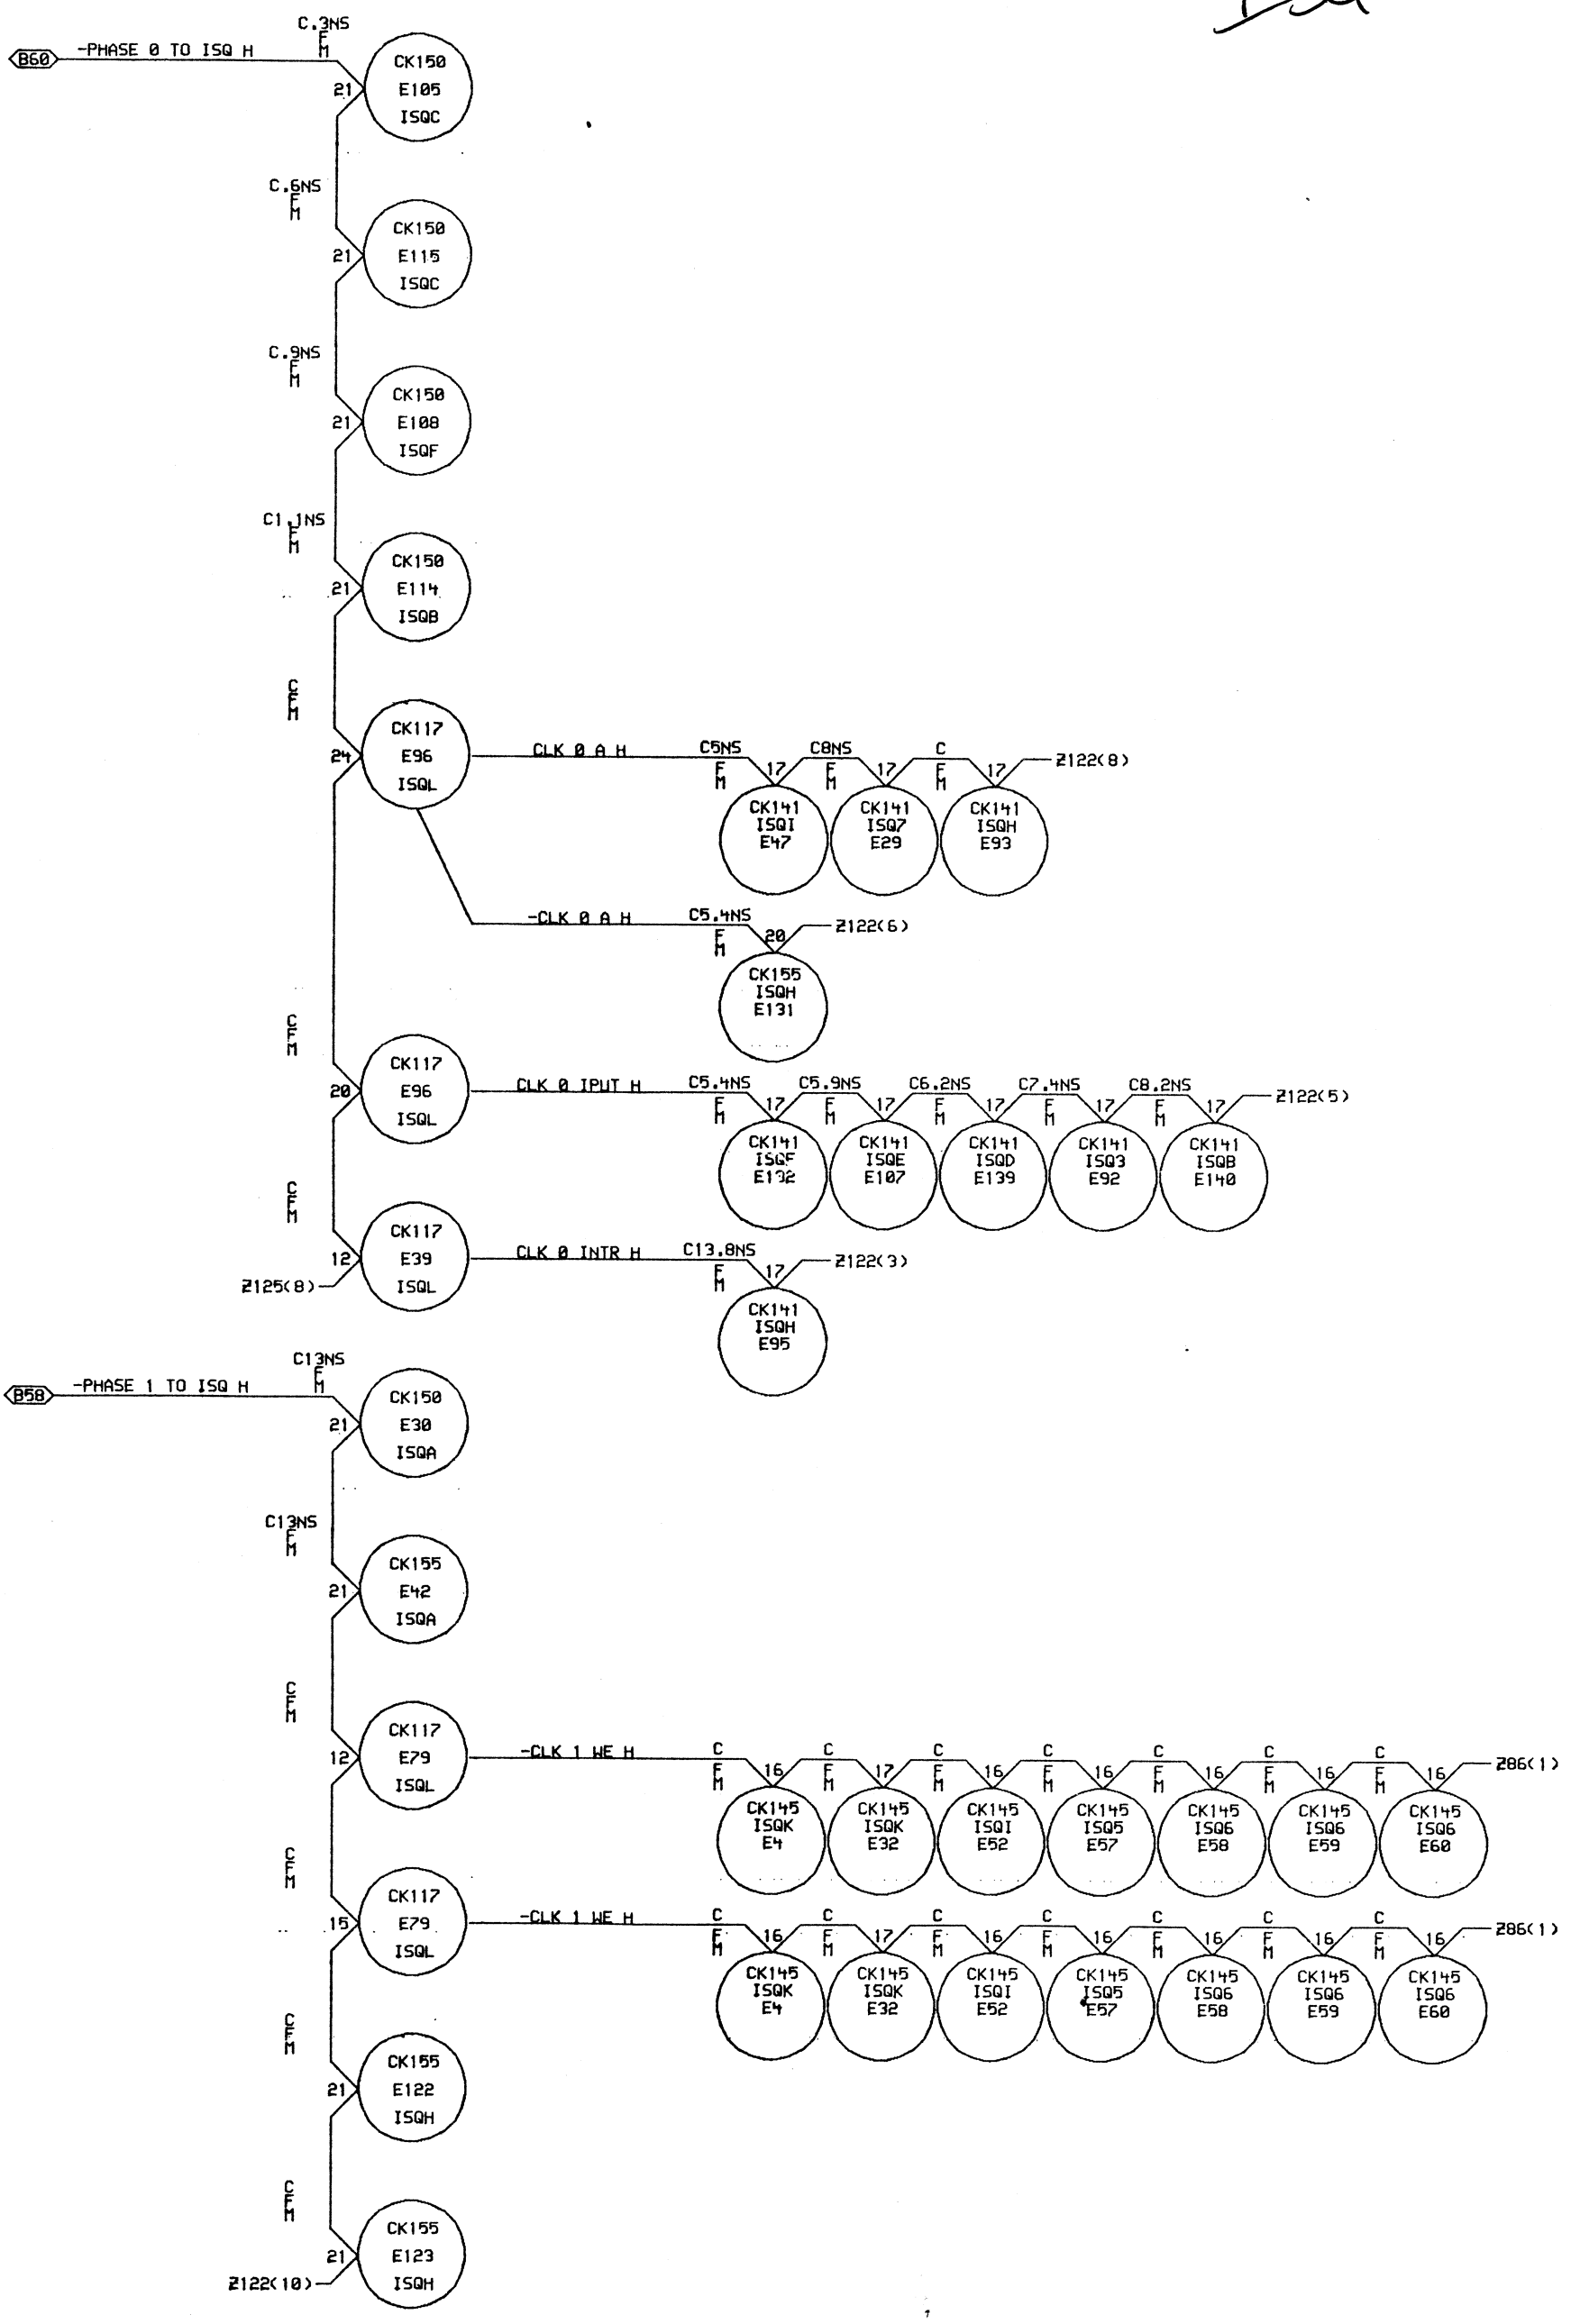 C.3NS
F
M
B60
-PHASE 0 TO ISQ H
21
CK150
E105
ISQC
C.6NS
F
M
21
CK150
E115
ISQC
C.9NS
F
M
21
CK150
E108
ISQF
C1.1NS
F
M
21
CK150
E114
ISQB
C
F
M
24
CK117
E96
ISQL
CLK 0 A H
C5NS
F
M
17
CK141
ISQI
E47
C8NS
F
M
17
CK141
ISQ7
E29
C
F
M
17
CK141
ISQH
E93
Z122(8)
-CLK 0 A H
C5.4NS
F
M
20
CK155
ISQH
E131
Z122(6)
C
F
M
20
CK117
E96
ISQL
CLK 0 IPUT H
C5.4NS
F
M
17
CK141
ISQF
C5.9NS
F
M
17
CK141
ISQE
E107
C6.2NS
F
M
17
CK141
ISQD
E139
C7.4NS
F
M
17
CK141
ISQ3
E92
C8.2NS
F
M
17
CK141
ISQB
E140
Z122(5)
C
F
M
12
CK117
E39
ISQL
Z125(8)
CLK 0 INTR H
C13.8NS
F
M
17
CK141
ISQH
E95
Z122(3)
C13NS
F
M
B58
-PHASE 1 TO ISQ H
21
CK150
E30
ISQA
C13NS
F
M
21
CK155
E42
ISQA
C
F
M
12
CK117
E79
ISQL
-CLK 1 WE H
C
F
M
16
CK145
ISQK
E4
C
F
M
17
CK145
ISQK
E32
C
F
M
16
CK145
ISQI
E52
C
F
M
16
CK145
ISQ5
E57
C
F
M
16
CK145
ISQ6
E58
C
F
M
16
CK145
ISQ6
E59
C
F
M
16
CK145
ISQ6
E60
Z86(1)
C
F
M
15
CK117
E79
ISQL
-CLK 1 WE H
C
F
M
16
CK145
ISQK
E4
C
F
M
17
CK145
ISQK
E32
C
F
M
16
CK145
ISQI
E52
C
F
M
16
CK145
ISQ5
E57
C
F
M
16
CK145
ISQ6
E58
C
F
M
16
CK145
ISQ6
E59
C
F
M
16
CK145
ISQ6
E60
Z86(1)
C
F
M
21
CK155
E122
ISQH
C
F
M
21
CK155
E123
ISQH
Z122(10)